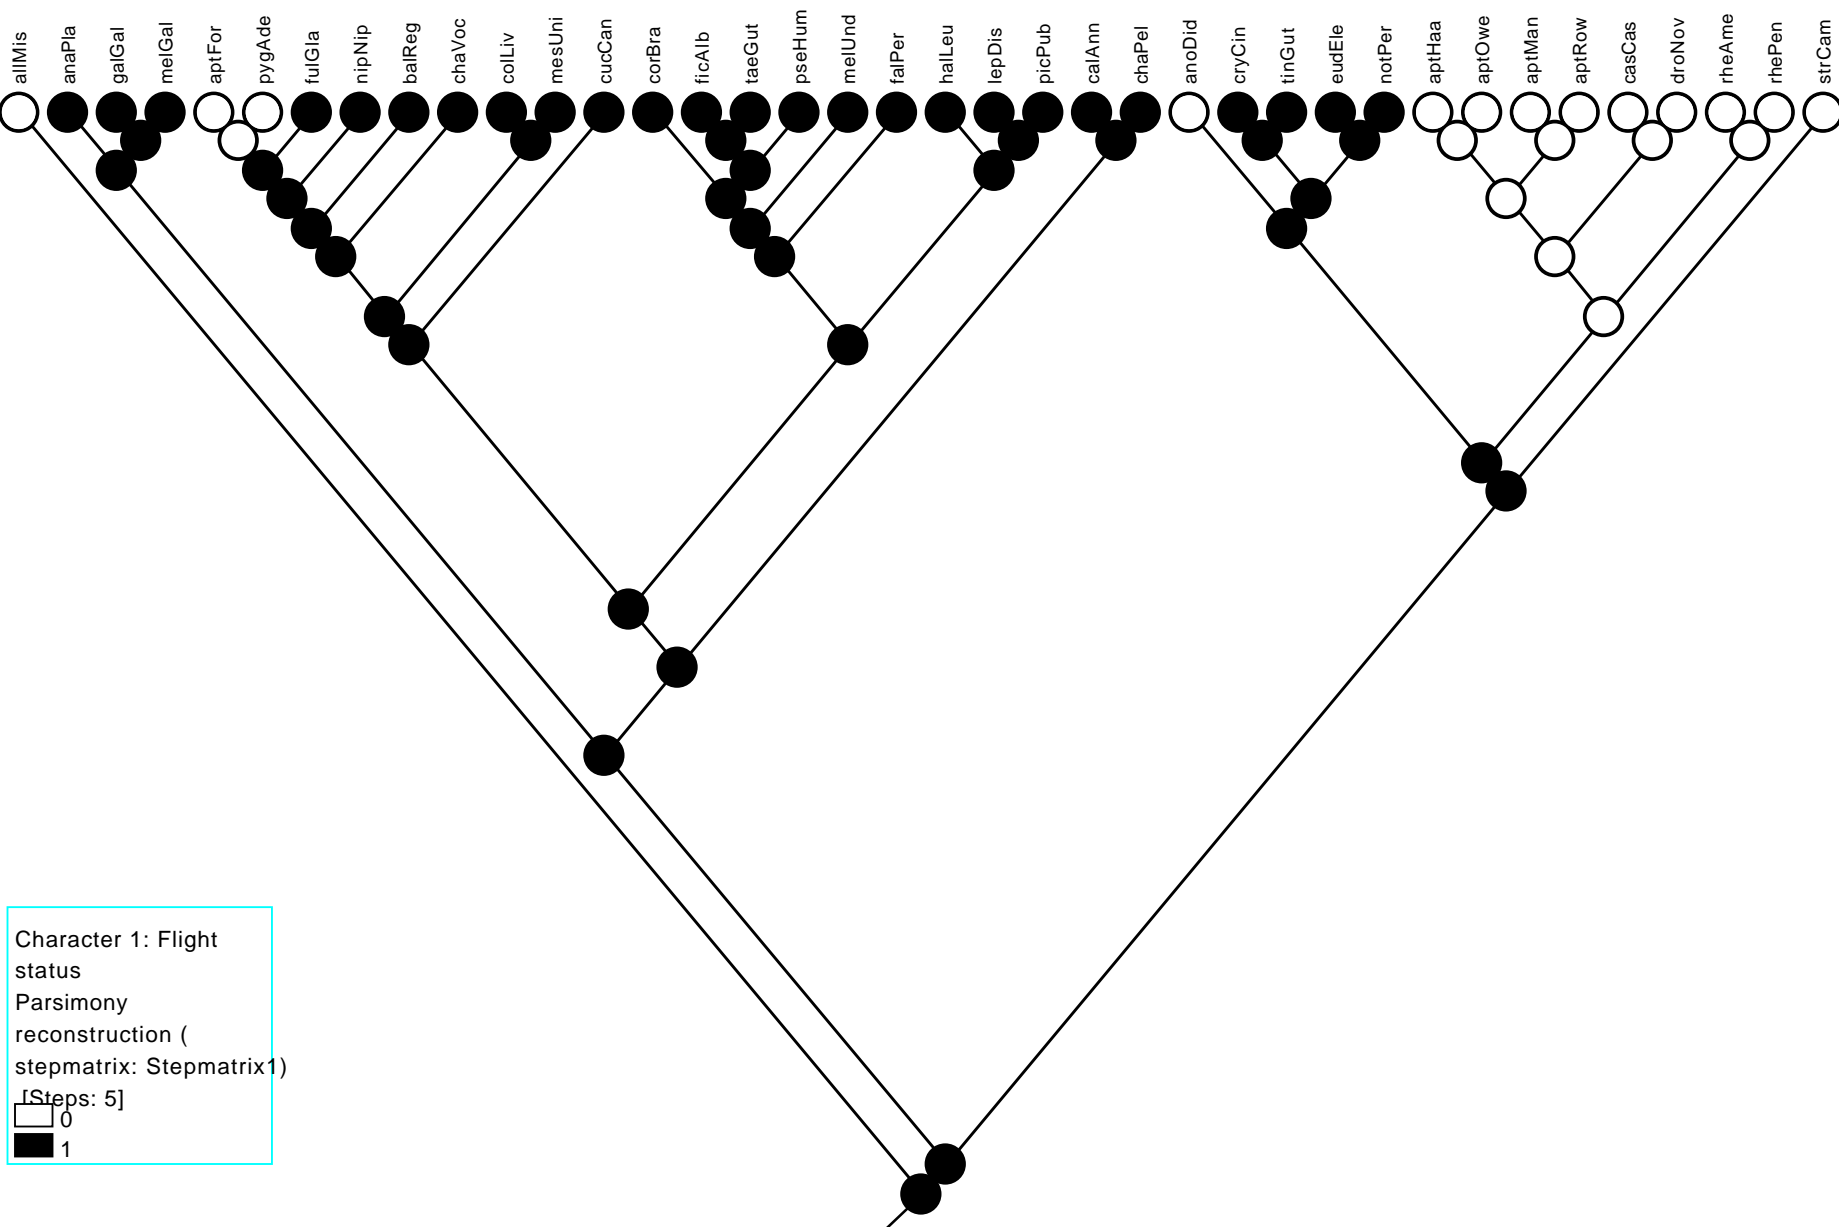 allMis
anaPla
galGal
melGal
aptFor
pygAde
fulGla
nipNip
balReg
chaVoc
colLiv
mesUni
cucCan
corBra
ficAlb
taeGut
pseHum
melUnd
falPer
halLeu
lepDis
picPub
calAnn
chaPel
anoDid
cryCin
tinGut
eudEle
notPer
aptHaa
aptOwe
aptMan
aptRow
casCas
droNov
rheAme
rhePen
strCam
Character 1: Flight
status
Parsimony
reconstruction (
stepmatrix: Stepmatrix1)
[Steps: 5]
0
1